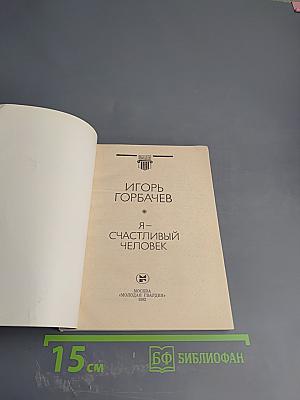 ИГОРЬ
ГОРБАЧЕВ
Я –
СЧАСТЛИВЫЙ
ЧЕЛОВЕК
МОСКВА
«МОЛОДАЯ ГВАРДИЯ»
15 СМ
БФ БИБЛИОФАН